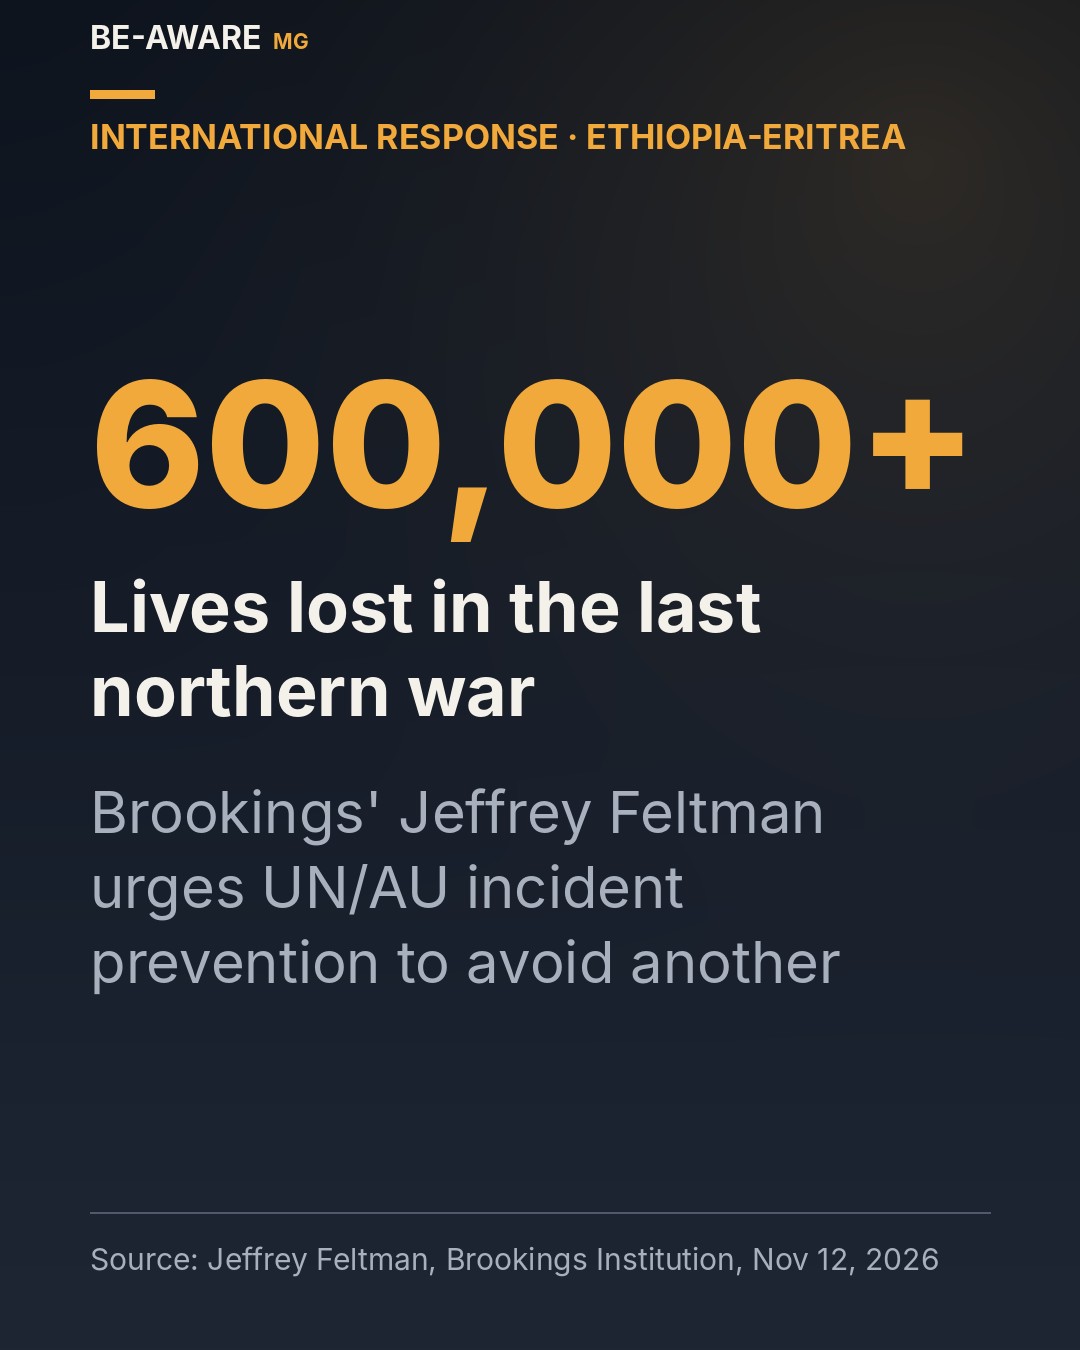 BE-AWARE MG
INTERNATIONAL RESPONSE · ETHIOPIA-ERITREA
600,000+
Lives lost in the last
northern war
Brookings' Jeffrey Feltman
urges UN/AU incident
prevention to avoid another
Source: Jeffrey Feltman, Brookings Institution, Nov 12, 2026